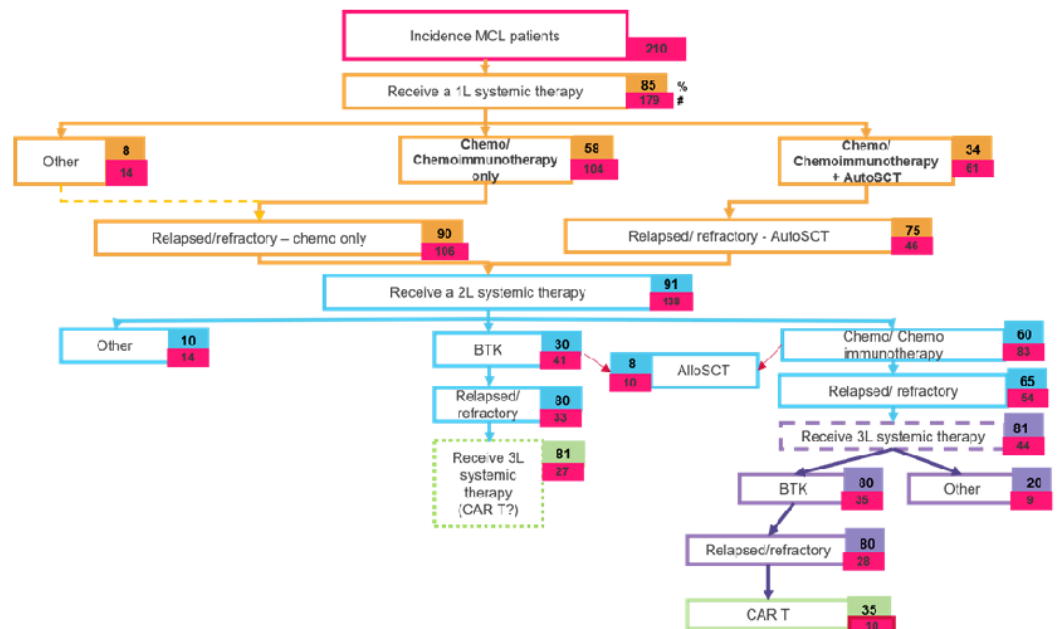 Incidence MCL patients
210
Receive a 1L systemic therapy
85
%
179
#
Other
8
14
Chemo/
Chemoimmunotherapy
only
58
104
Chemo/
Chemoimmunotherapy
+ AutoSCT
34
61
Relapsed/refractory – chemo only
90
106
Relapsed/ refractory - AutoSCT
75
46
Receive a 2L systemic therapy
91
138
Other
10
14
BTK
30
41
8
10
AlloSCT
Chemo/ Chemo
immunotherapy
60
83
Relapsed/
refractory
80
33
Relapsed/ refractory
65
54
Receive 3L
systemic
therapy
(CAR T?)
81
27
Receive 3L systemic therapy
81
44
BTK
80
35
Other
20
9
Relapsed/refractory
80
28
CAR T
35